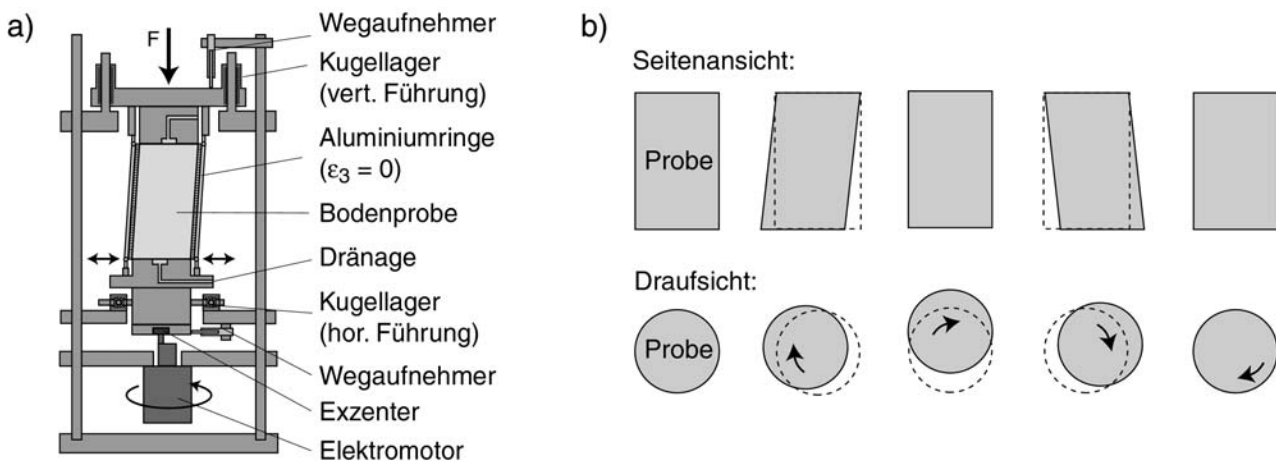 a)
F
Wegaufnehmer
Kugellager
(vert. Führung)
Aluminiumringe
(ε3 = 0)
Bodenprobe
Dränage
Kugellager
(hor. Führung)
Wegaufnehmer
Exzenter
Elektromotor
b)
Seitenansicht:
Probe
Draufsicht:
Probe